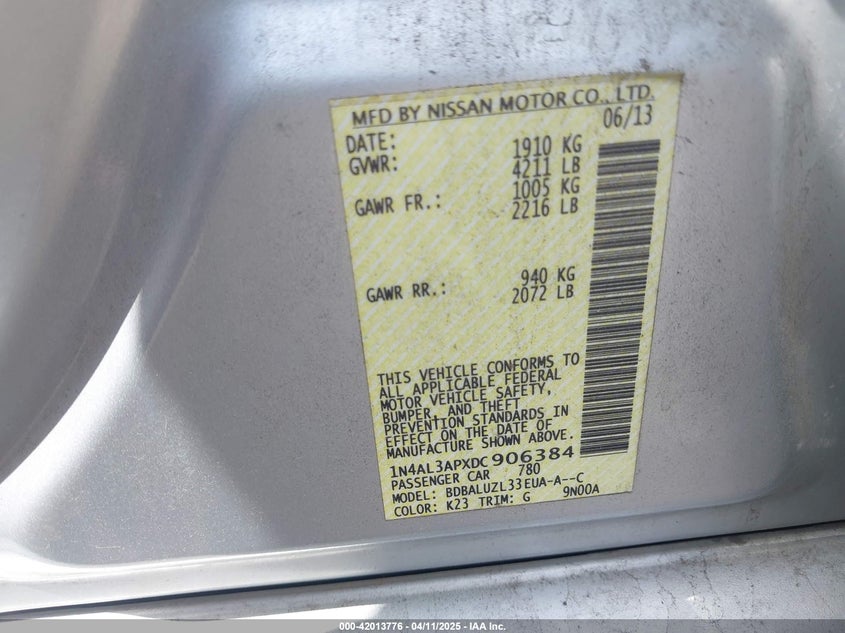 MFD BY NISSAN MOTOR CO., LTD.
DATE: 06/13
GVWR: 1910 KG
4211 LB
GAWR FR.: 1005 KG
2216 LB
GAWR RR.: 940 KG
2072 LB
THIS VEHICLE CONFORMS TO
ALL APPLICABLE FEDERAL
MOTOR VEHICLE SAFETY,
BUMPER, AND THEFT
PREVENTION STANDARDS IN
EFFECT ON THE DATE OF
MANUFACTURE SHOWN ABOVE.
1N4AL3APXDC906384
PASSENGER CAR 780
MODEL: BDBALUZL33EUA-A--C
COLOR: K23 TRIM: G 9N00A
000-42013776 - 04/11/2025 - IAA Inc.